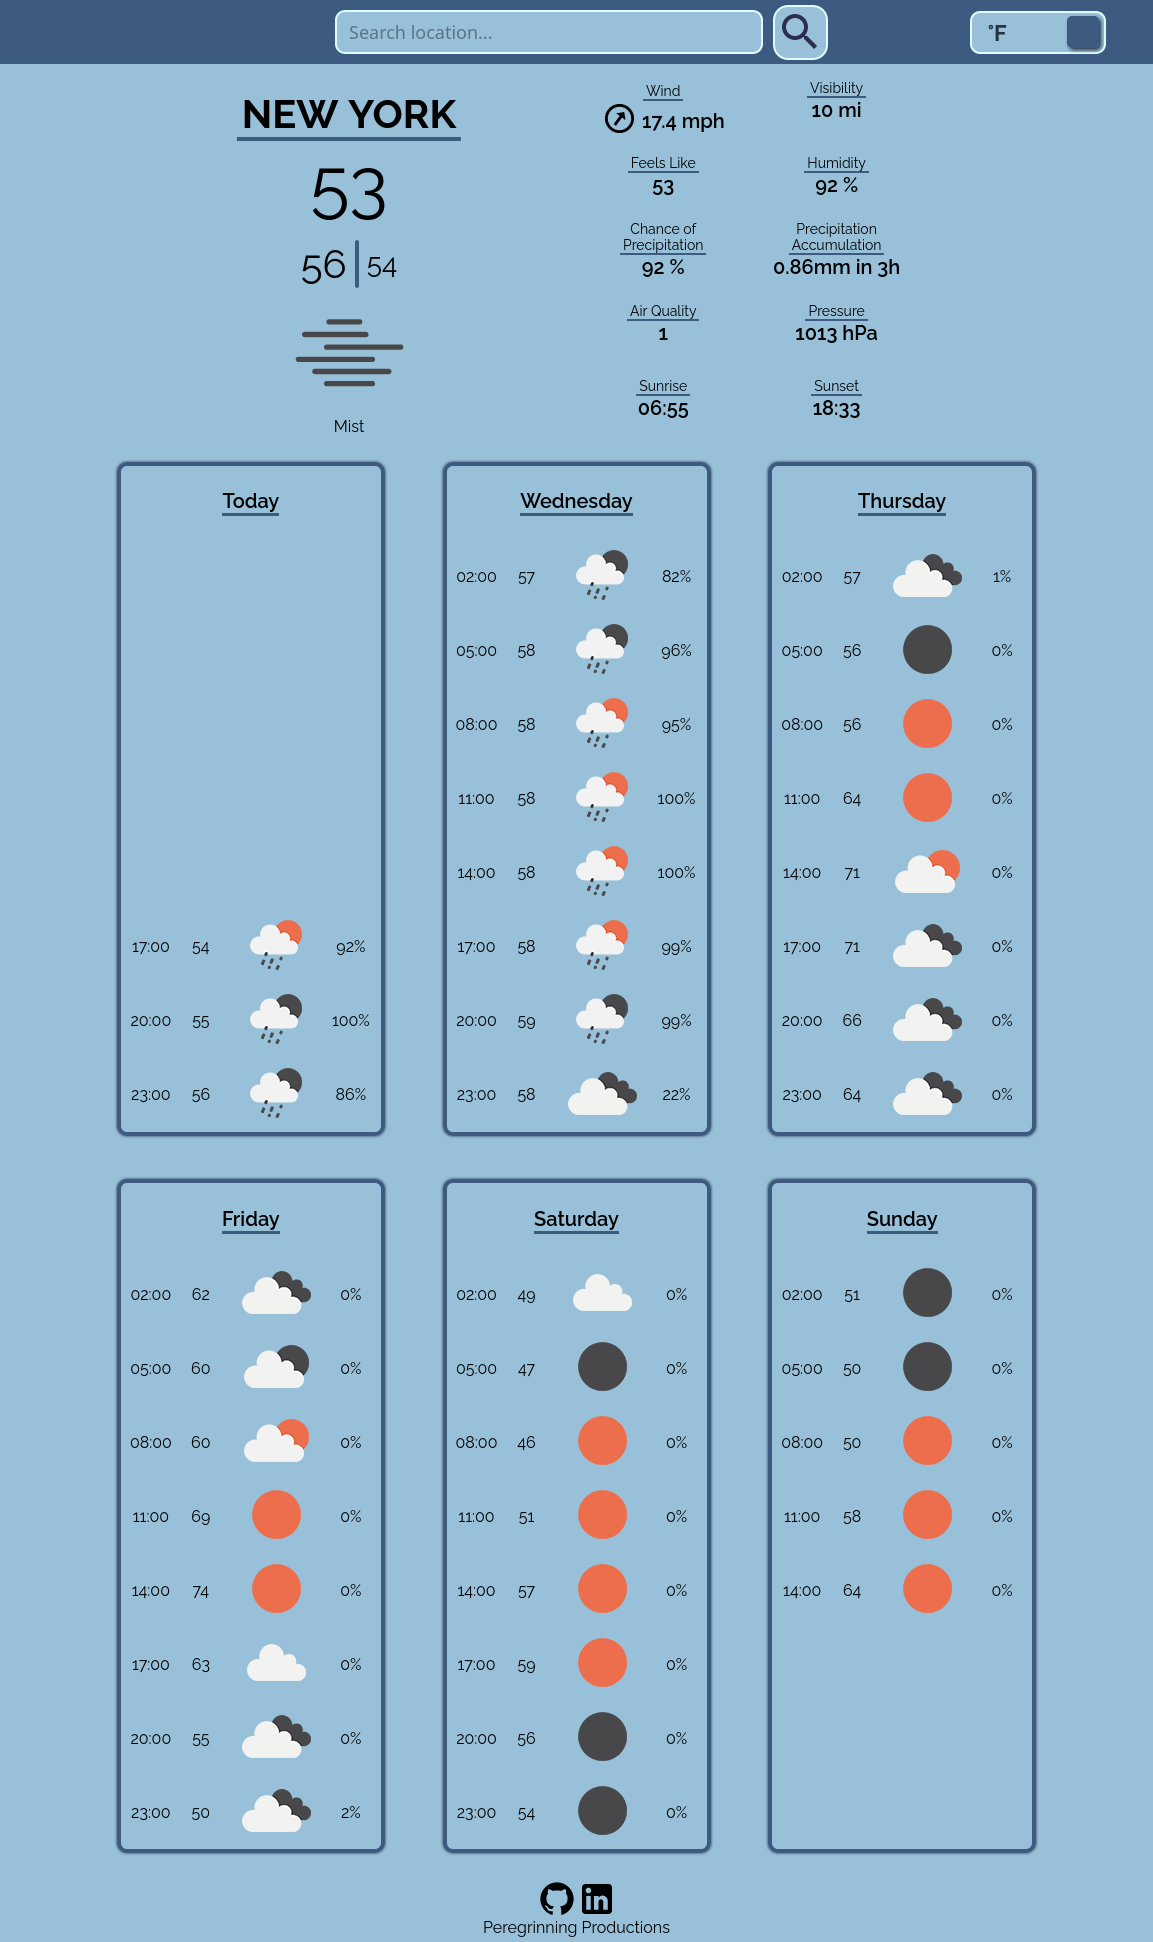 Search location...
°F
NEW YORK
53
56 54
Mist
Wind
17.4 mph
Visibility
10 mi
Feels Like
53
Humidity
92 %
Chance of
Precipitation
92 %
Precipitation
Accumulation
0.86mm in 3h
Air Quality
1
Pressure
1013 hPa
Sunrise
06:55
Sunset
18:33
Today
17:00 54 92%
20:00 55 100%
23:00 56 86%
Wednesday
02:00 57 82%
05:00 58 96%
08:00 58 95%
11:00 58 100%
14:00 58 100%
17:00 58 99%
20:00 59 99%
23:00 58 22%
Thursday
02:00 57 1%
05:00 56 0%
08:00 56 0%
11:00 64 0%
14:00 71 0%
17:00 71 0%
20:00 66 0%
23:00 64 0%
Friday
02:00 62 0%
05:00 60 0%
08:00 60 0%
11:00 69 0%
14:00 74 0%
17:00 63 0%
20:00 55 0%
23:00 50 2%
Saturday
02:00 49 0%
05:00 47 0%
08:00 46 0%
11:00 51 0%
14:00 57 0%
17:00 59 0%
20:00 56 0%
23:00 54 0%
Sunday
02:00 51 0%
05:00 50 0%
08:00 50 0%
11:00 58 0%
14:00 64 0%
in
Peregrinning Productions